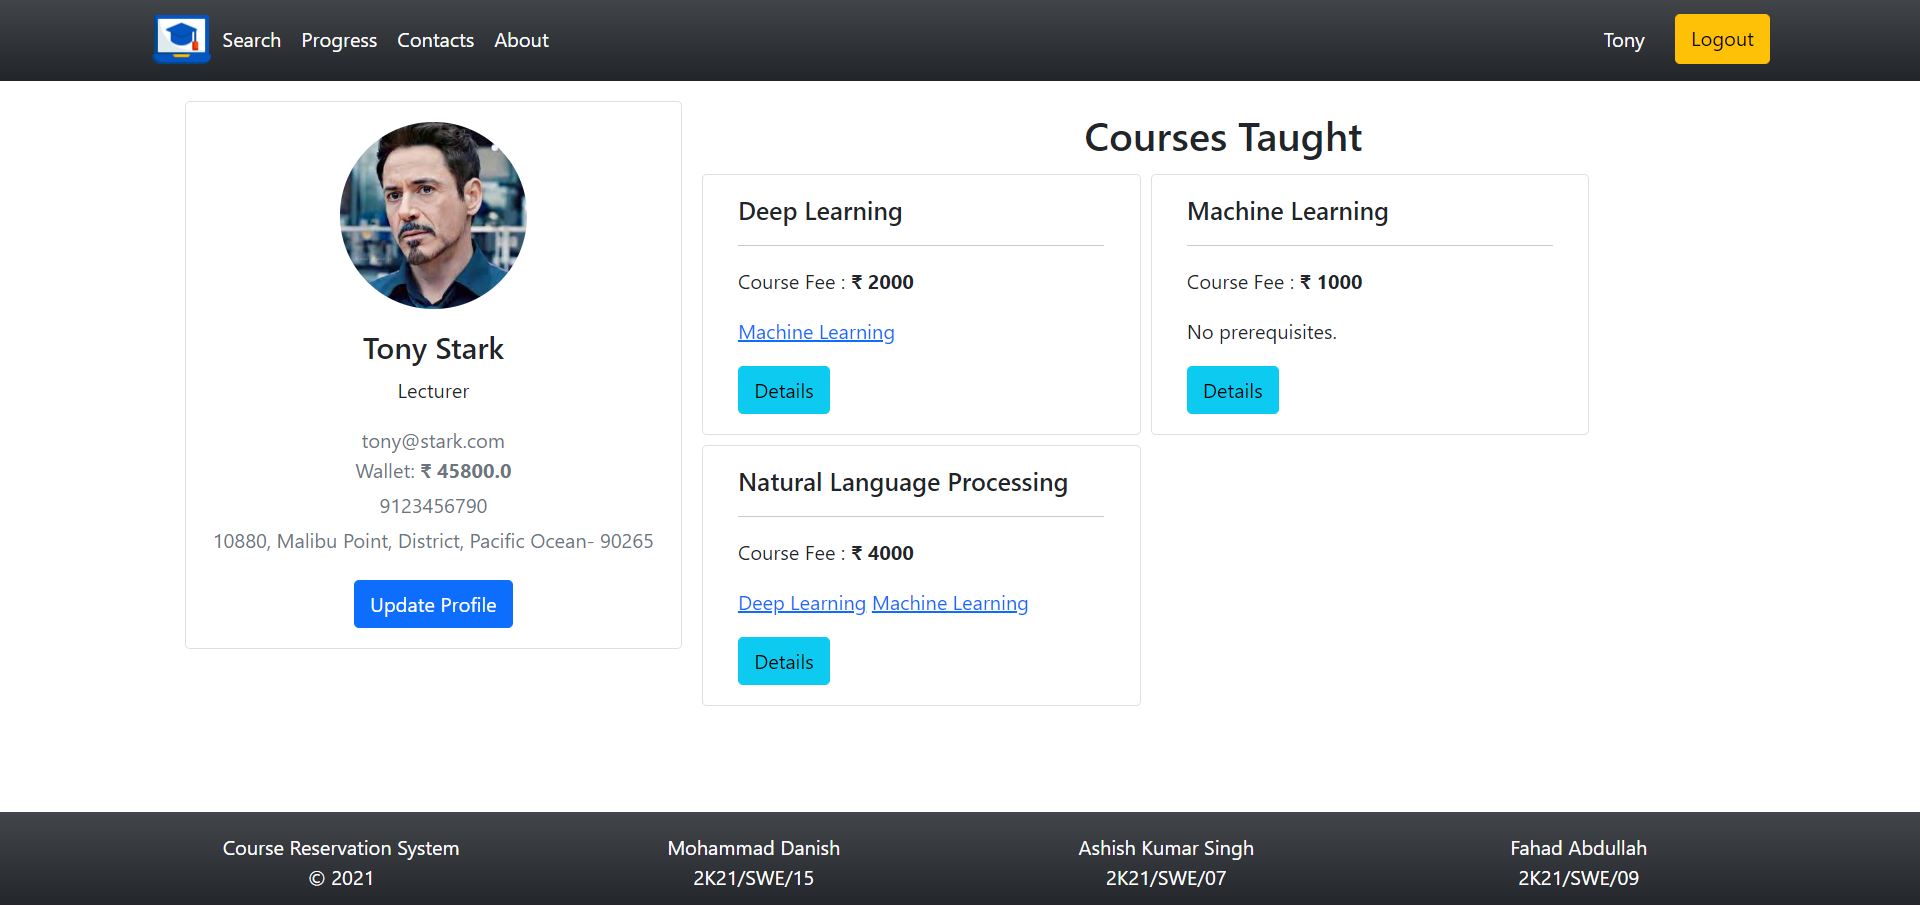 Search Progress Contacts About Tony Logout
Tony Stark
Lecturer
tony@stark.com
Wallet: ₹ 45800.0
9123456790
10880, Malibu Point, District, Pacific Ocean- 90265
Update Profile
Courses Taught
Deep Learning
Course Fee : ₹ 2000
Machine Learning
Details
Machine Learning
Course Fee : ₹ 1000
No prerequisites.
Details
Natural Language Processing
Course Fee : ₹ 4000
Deep Learning Machine Learning
Details
Course Reservation System
© 2021
Mohammad Danish
2K21/SWE/15
Ashish Kumar Singh
2K21/SWE/07
Fahad Abdullah
2K21/SWE/09